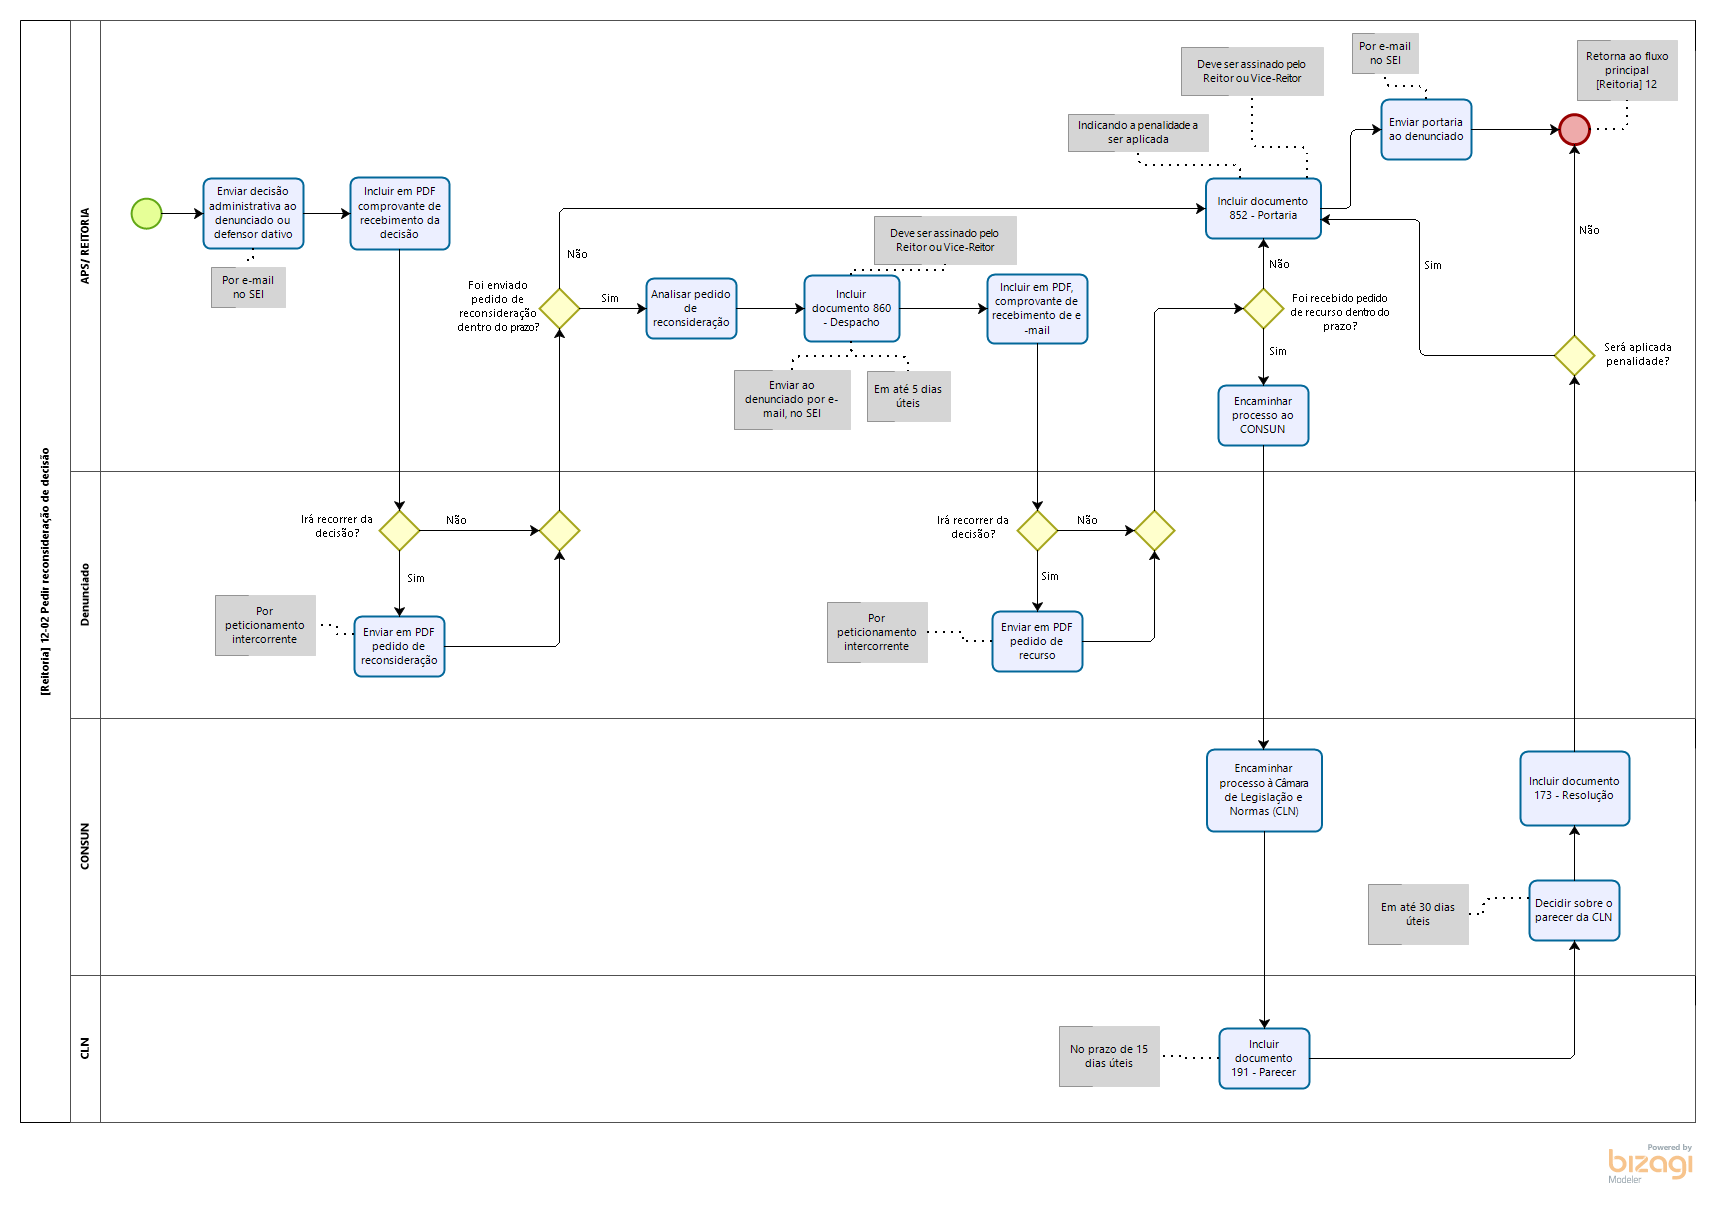 [Reitoria] 12-02 Pedir reconsideração de decisão
APS/ REITORIA
Enviar decisão
administrativa ao
denunciado ou
defensor dativo
Por e-mail
no SEI
Incluir em PDF
comprovante de
recebimento da
decisão
Foi enviado
pedido de
reconsideração
dentro do prazo?
Não
Sim
Analisar pedido
de
reconsideração
Incluir
documento 860
- Despacho
Deve ser assinado pelo
Reitor ou Vice-Reitor
Enviar ao
denunciado por e-
mail, no SEI
Em até 5 dias
úteis
Incluir em PDF,
comprovante de
recebimento de e
-mail
Indicando a penalidade a
ser aplicada
Deve ser assinado pelo
Reitor ou Vice-Reitor
Incluir documento
852 - Portaria
Por e-mail
no SEI
Enviar portaria
ao denunciado
Retorna ao fluxo
principal
[Reitoria] 12
Não
Foi recebido pedido
de recurso dentro do
prazo?
Sim
Encaminhar
processo ao
CONSUN
Sim
Não
Será aplicada
penalidade?
Denunciado
Irá recorrer da
decisão?
Não
Sim
Por
peticionamento
intercorrente
Enviar em PDF
pedido de
reconsideração
Irá recorrer da
decisão?
Não
Sim
Por
peticionamento
intercorrente
Enviar em PDF
pedido de
recurso
CONSUN
Encaminhar
processo à Câmara
de Legislação e
Normas (CLN)
Incluir documento
173 - Resolução
Em até 30 dias
úteis
Decidir sobre o
parecer da CLN
CLN
No prazo de 15
dias úteis
Incluir
documento
191 - Parecer
Powered by
bizagi
Modeler